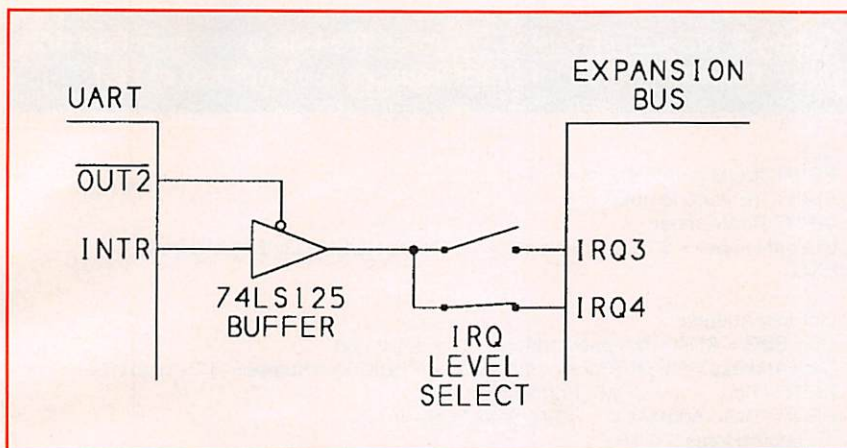 EXPANSION
BUS
UART
OUT2
INTR
74LS125
BUFFER
IRQ3
IRQ4
IRQ
LEVEL
SELECT